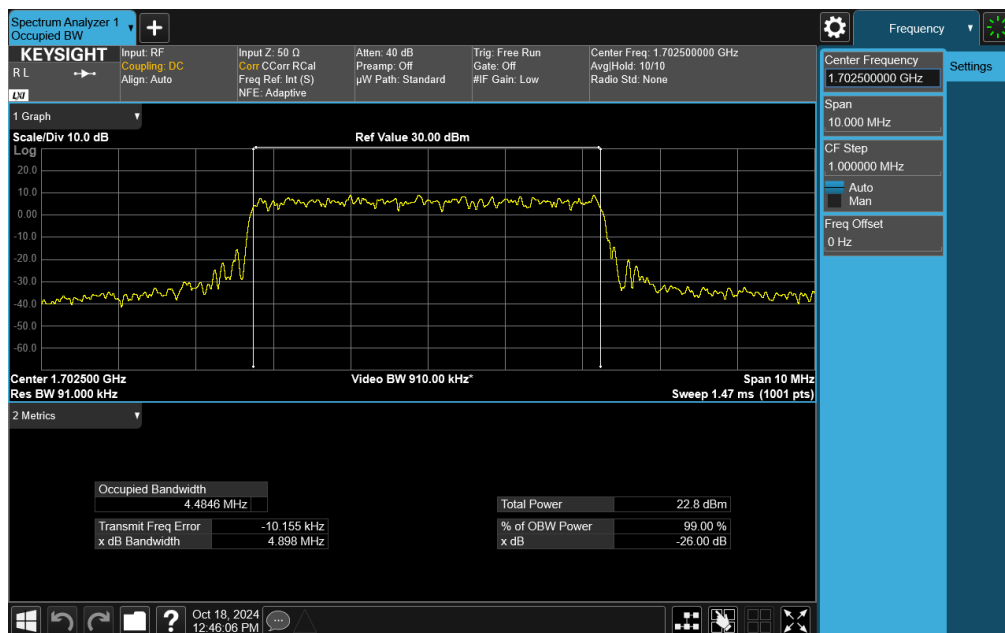 Spectrum Analyzer 1
Occupied BW
Frequency
KEYSIGHT
R L
LXI
Input: RF
Coupling: DC
Align: Auto
Input Z: 50 Ω
Corr CCorr RCal
Freq Ref: Int (S)
NFE: Adaptive
Atten: 40 dB
Preamp: Off
µW Path: Standard
Trig: Free Run
Gate: Off
#IF Gain: Low
Center Freq: 1.702500000 GHz
Avg|Hold: 10/10
Radio Std: None
Center Frequency
1.702500000 GHz
Settings
Span
10.000 MHz
CF Step
1.000000 MHz
Auto
Man
Freq Offset
0 Hz
1 Graph
Scale/Div 10.0 dB
Ref Value 30.00 dBm
Log
20.0
10.0
0.00
-10.0
-20.0
-30.0
-40.0
-50.0
-60.0
Center 1.702500 GHz
Video BW 910.00 kHz*
Span 10 MHz
Res BW 91.000 kHz
Sweep 1.47 ms (1001 pts)
2 Metrics
Occupied Bandwidth
4.4846 MHz
Total Power 22.8 dBm
Transmit Freq Error -10.155 kHz
% of OBW Power 99.00 %
x dB Bandwidth 4.898 MHz
x dB -26.00 dB
?
Oct 18, 2024
12:46:06 PM